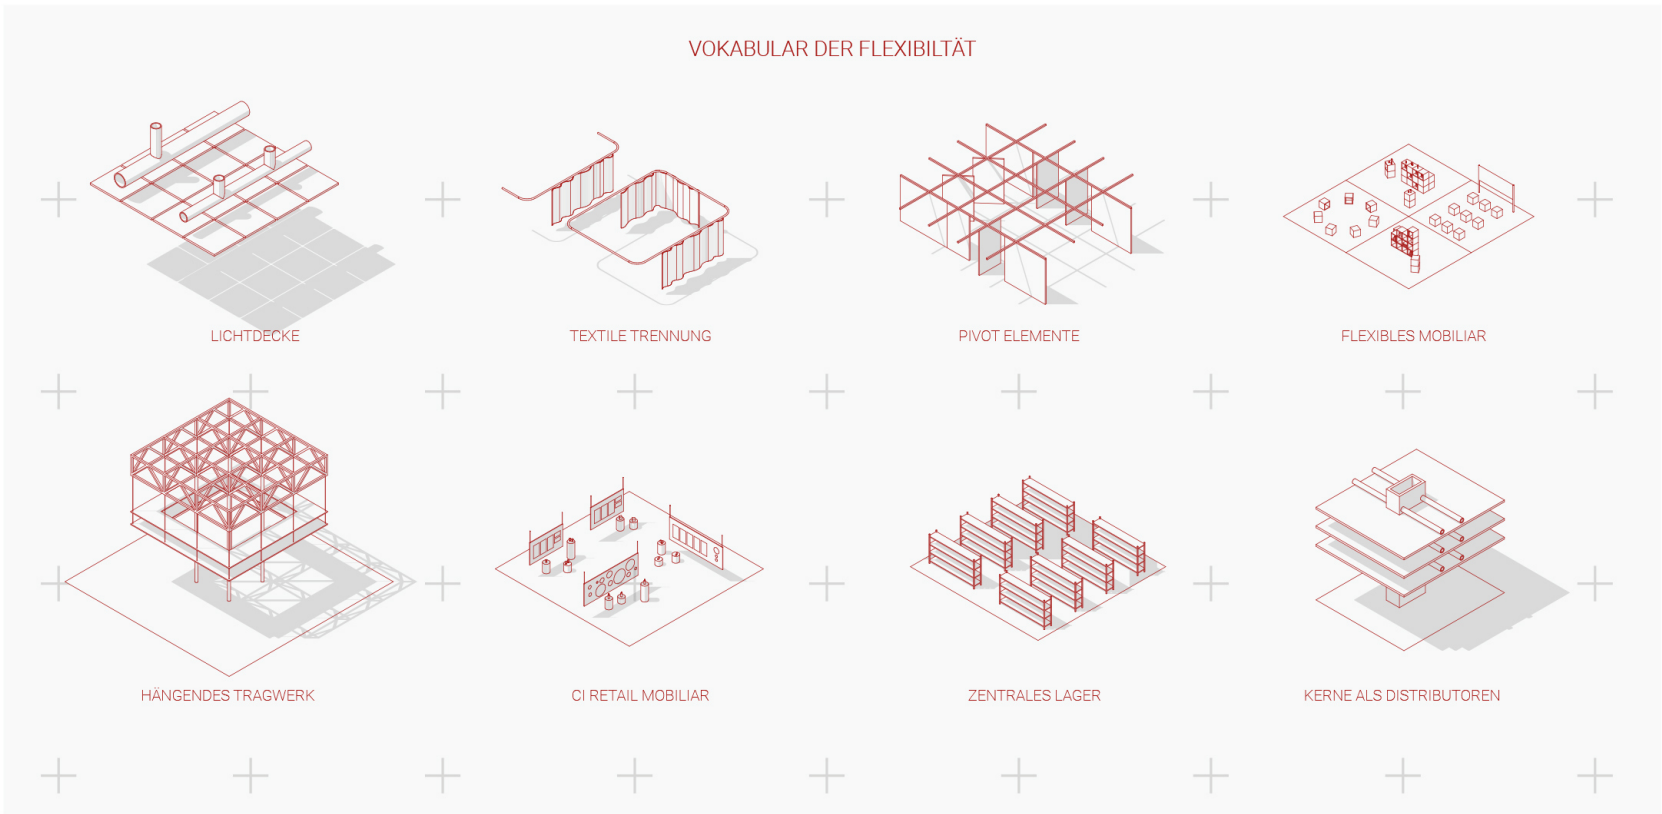 VOKABULAR DER FLEXIBILTÄT
LICHTDECKE
TEXTILE TRENNUNG
PIVOT ELEMENTE
FLEXIBLES MOBILIAR
HÄNGENDES TRAGWERK
CI RETAIL MOBILIAR
ZENTRALES LAGER
KERNE ALS DISTRIBUTOREN